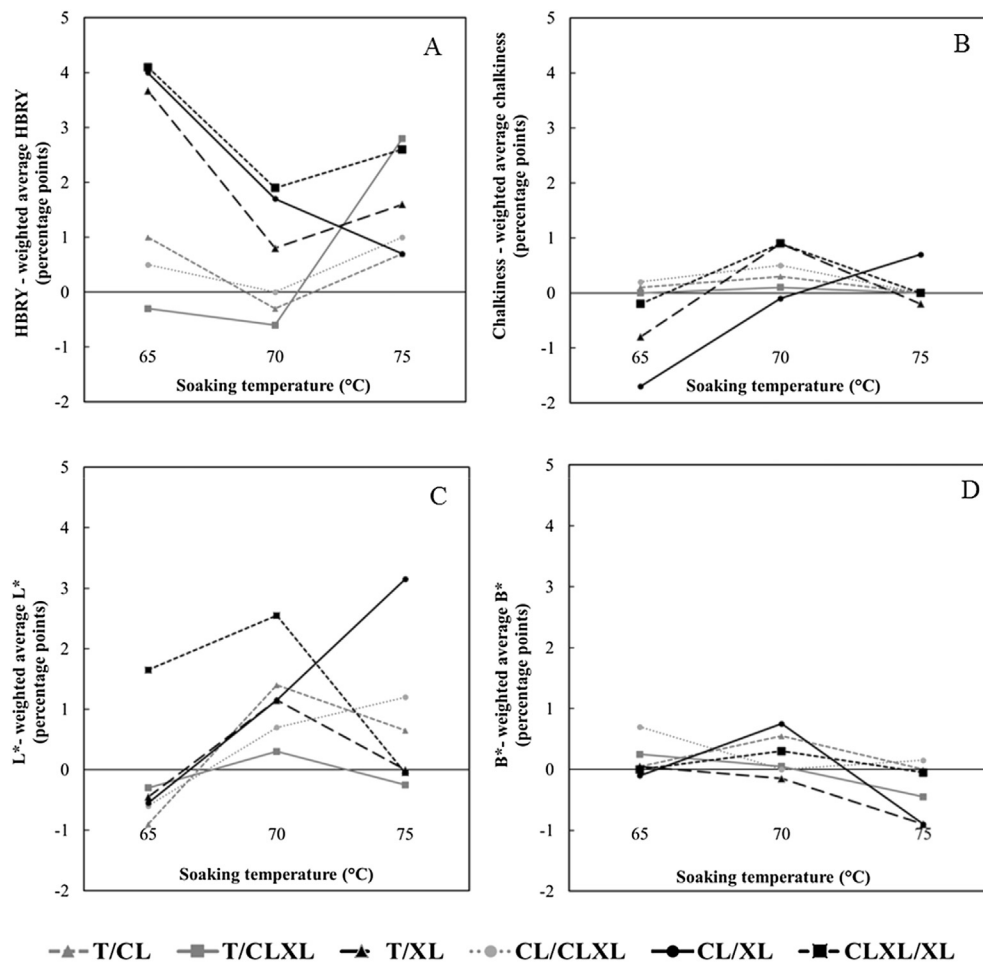 A
HBRY - weighted average HBRY
(percentage points)
5
4
3
2
1
0
-1
-2
65
70
75
Soaking temperature (°C)
B
Chalkiness - weighted average chalkiness
(percentage points)
5
4
3
2
1
0
-1
-2
65
70
75
Soaking temperature (°C)
C
L*- weighted average L*
(percentage points)
5
4
3
2
1
0
-1
-2
65
70
75
Soaking temperature (°C)
D
B*- weighted average B*
(percentage points)
5
4
3
2
1
0
-1
-2
65
70
75
Soaking temperature (°C)
T/CL T/CLXL T/XL CL/CLXL CL/XL CLXL/XL